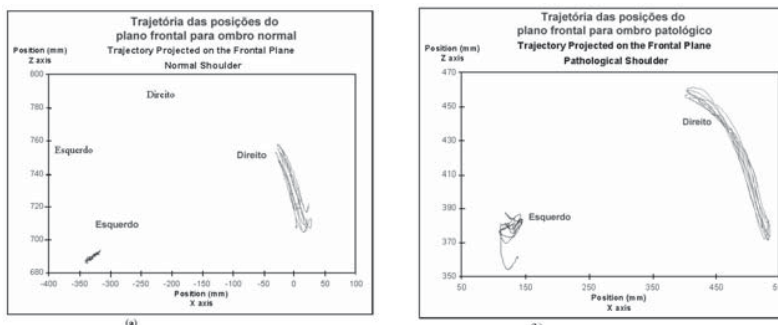 Trajetória das posições do
plano frontal para ombro normal
Trajectory Projected on the Frontal Plane
Normal Shoulder
Position (mm)
Z axis
800
780
760
740
720
700
680
Direito
Esquerdo
Direito
Esquerdo
-400 -350 -300 -250 -200 -150 -100 -50 0 50 100
Position (mm)
X axis
(a)
Trajetória das posições do
plano frontal para ombro patológico
Trajectory Projected on the Frontal Plane
Pathological Shoulder
Position (mm)
Z axis
470
450
430
410
390
370
350
Direito
Esquerdo
50 150 250 350 450
Position (mm)
X axis